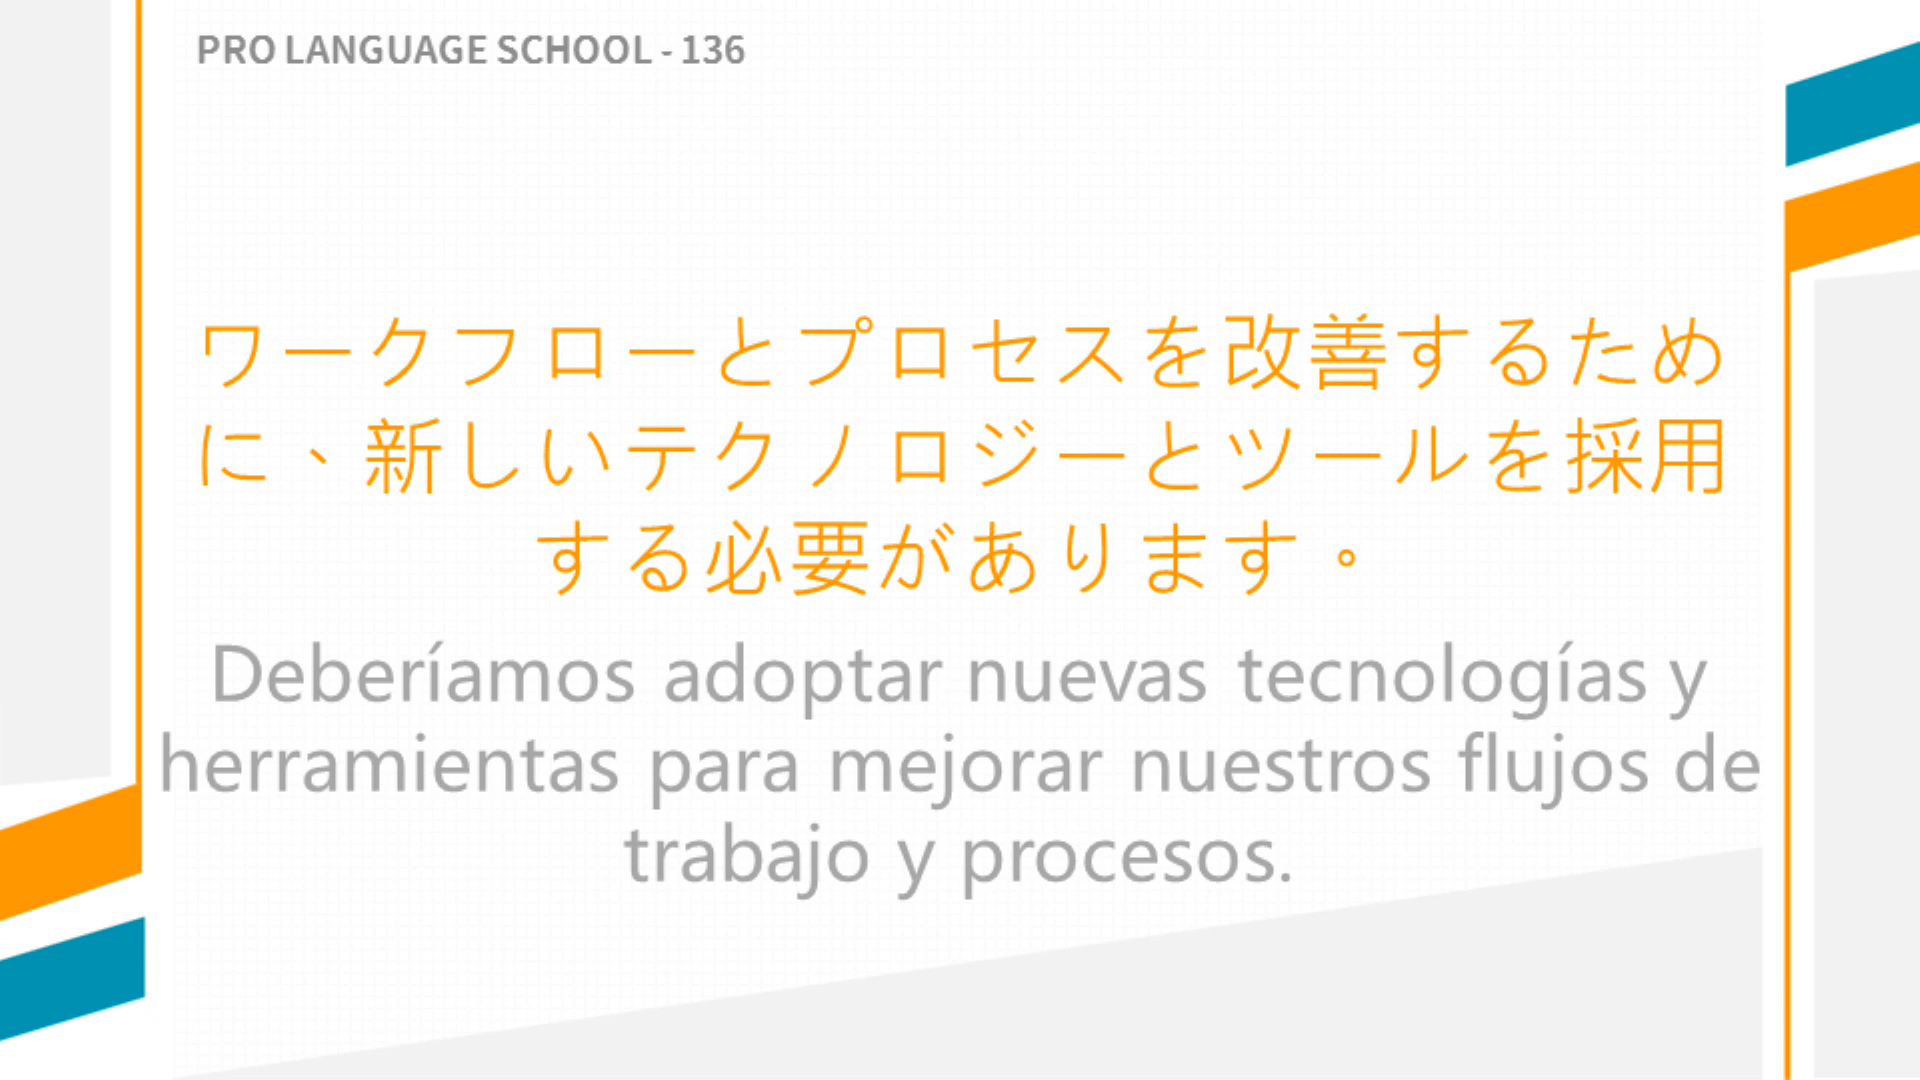 PRO LANGUAGE SCHOOL - 136
ワークフローとプロセスを改善するため
に、新しいテクノロジーとツールを採用
する必要があります。
Deberíamos adoptar nuevas tecnologías y
herramientas para mejorar nuestros flujos de
trabajo y procesos.